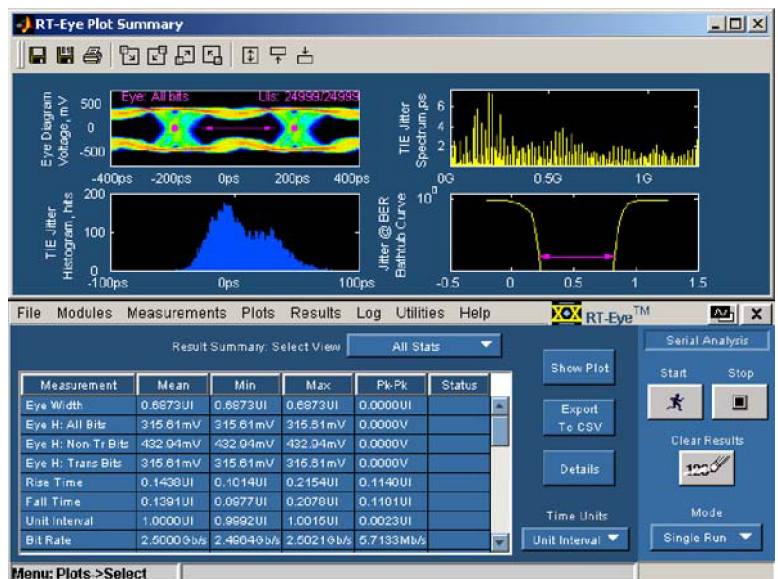 RT-Eye Plot Summary
Eye: All bits UIs: 24999/24999
Eye Diagram
Voltage, mV
500
0
-500
-400ps -200ps 0ps 200ps 400ps
TIE Jitter
Spectrum,ps
6
4
2
0G 0.5G 1G
TIE Jitter
Histogram, hits
200
100
0
-100ps 0ps 100ps
Jitter @ BER
Bathtub Curve
10^0
-0.5 0 0.5 1 1.5
File Modules Measurements Plots Results Log Utilities Help RT-Eye™
Result Summary: Select View All Stats
Measurement Mean Min Max Pk-Pk Status
Eye Width 0.6873UI 0.6873UI 0.6873UI 0.0000UI
Eye H: All Bits 315.61mV 315.61mV 315.61mV 0.0000V
Eye H: Non-Tr Bits 432.94mV 432.94mV 432.94mV 0.0000V
Eye H: Trans Bits 315.61mV 315.61mV 315.61mV 0.0000V
Rise Time 0.1438UI 0.1014UI 0.2154UI 0.1140UI
Fall Time 0.1391UI 0.0977UI 0.2078UI 0.1101UI
Unit Interval 1.0000UI 0.9992UI 1.0015UI 0.0023UI
Bit Rate 2.5000Gb/s 2.4964Gb/s 2.5021Gb/s 5.7133Mb/s
Show Plot
Export
To CSV
Details
Time Units
Unit Interval
Serial Analysis
Start Stop
Clear Results
123
Mode
Single Run
Menu: Plots->Select